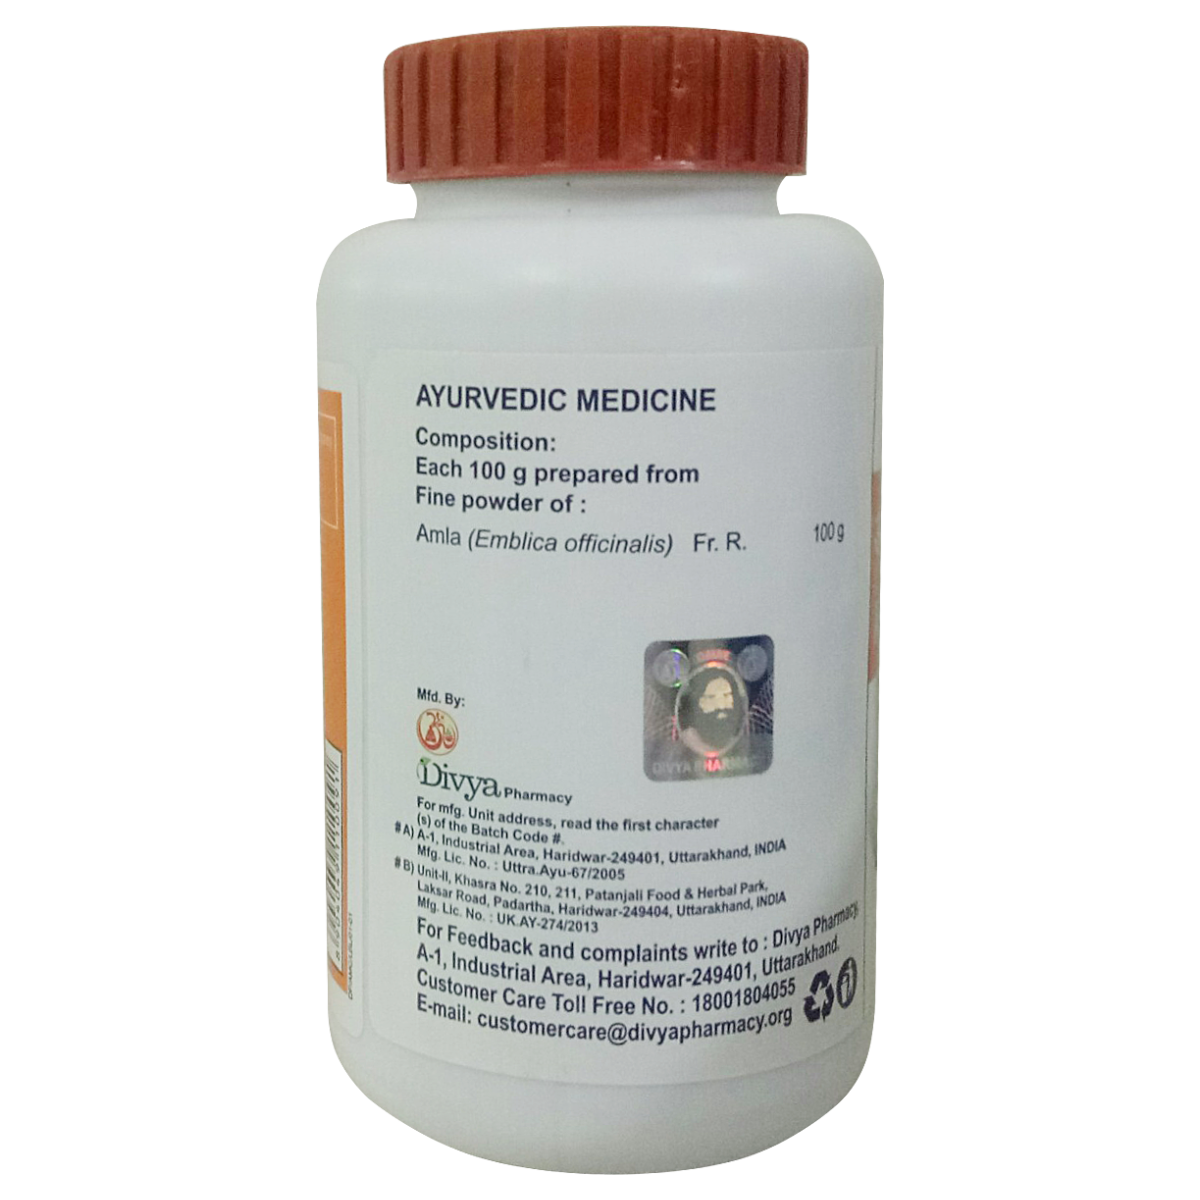 AYURVEDIC MEDICINE
Composition:
Each 100 g prepared from
Fine powder of :
Amla (Emblica officinalis) Fr. R. 100 g
DIVYA PHARMACY
Mfd. By:
Divya Pharmacy
For mfg. Unit address, read the first character
(s) of the Batch Code #.
# A) A-1, Industrial Area, Haridwar-249401, Uttarakhand, INDIA
Mfg. Lic. No. : Uttra.Ayu-67/2005
# B) Unit-II, Khasra No. 210, 211, Patanjali Food & Herbal Park,
Laksar Road, Padartha, Haridwar-249404, Uttarakhand, INDIA
Mfg. Lic. No. : UK.AY-274/2013
For Feedback and complaints write to : Divya Pharmacy,
A-1, Industrial Area, Haridwar-249401, Uttarakhand.
Customer Care Toll Free No. : 18001804055
E-mail: customercare@divyapharmacy.org